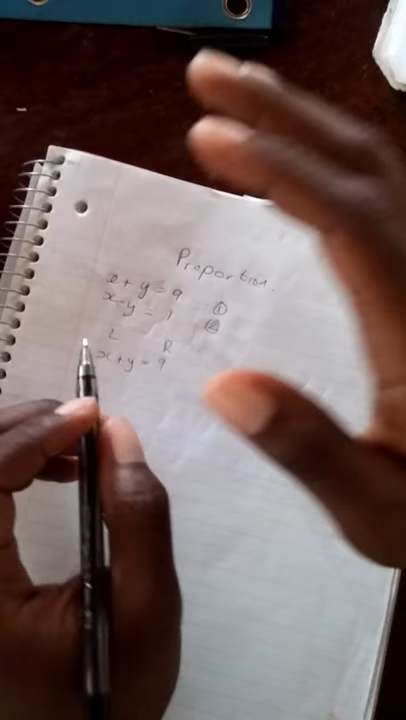 Proportion.
x + y = 9 ①
x - y = 1 ②
L R
x + y = 9